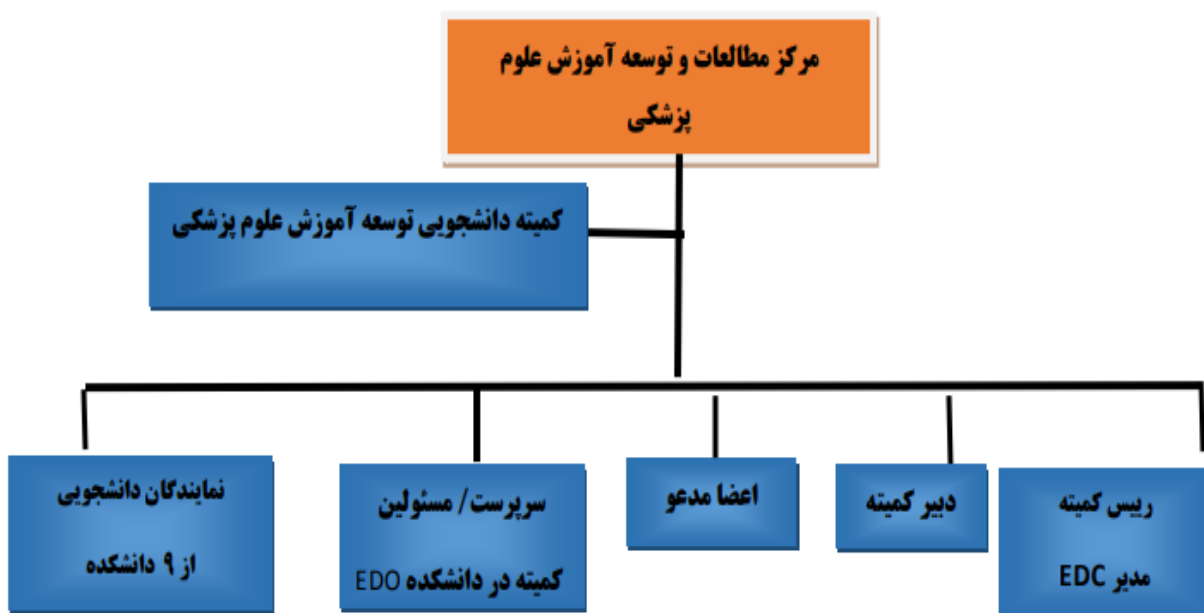 مرکز مطالعات و توسعه آموزش علوم
پزشکی
کمیته دانشجویی توسعه آموزش علوم پزشکی
رییس کمیته
مدیر EDC
دبیر کمیته
اعضا مدعو
سرپرست/ مسئولین
کمیته در دانشکده EDO
نمایندگان دانشجویی
از ۹ دانشکده